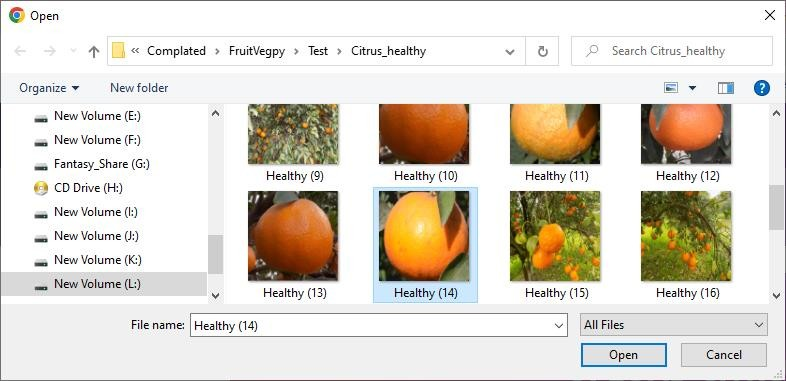 Open
Complated > FruitVegpy > Test > Citrus_healthy
Search Citrus_healthy
Organize
New folder
New Volume (E:)
New Volume (F:)
Fantasy_Share (G:)
CD Drive (H:)
New Volume (I:)
New Volume (J:)
New Volume (K:)
New Volume (L:)
Healthy (9)
Healthy (10)
Healthy (11)
Healthy (12)
Healthy (13)
Healthy (14)
Healthy (15)
Healthy (16)
File name: Healthy (14)
All Files
Open
Cancel